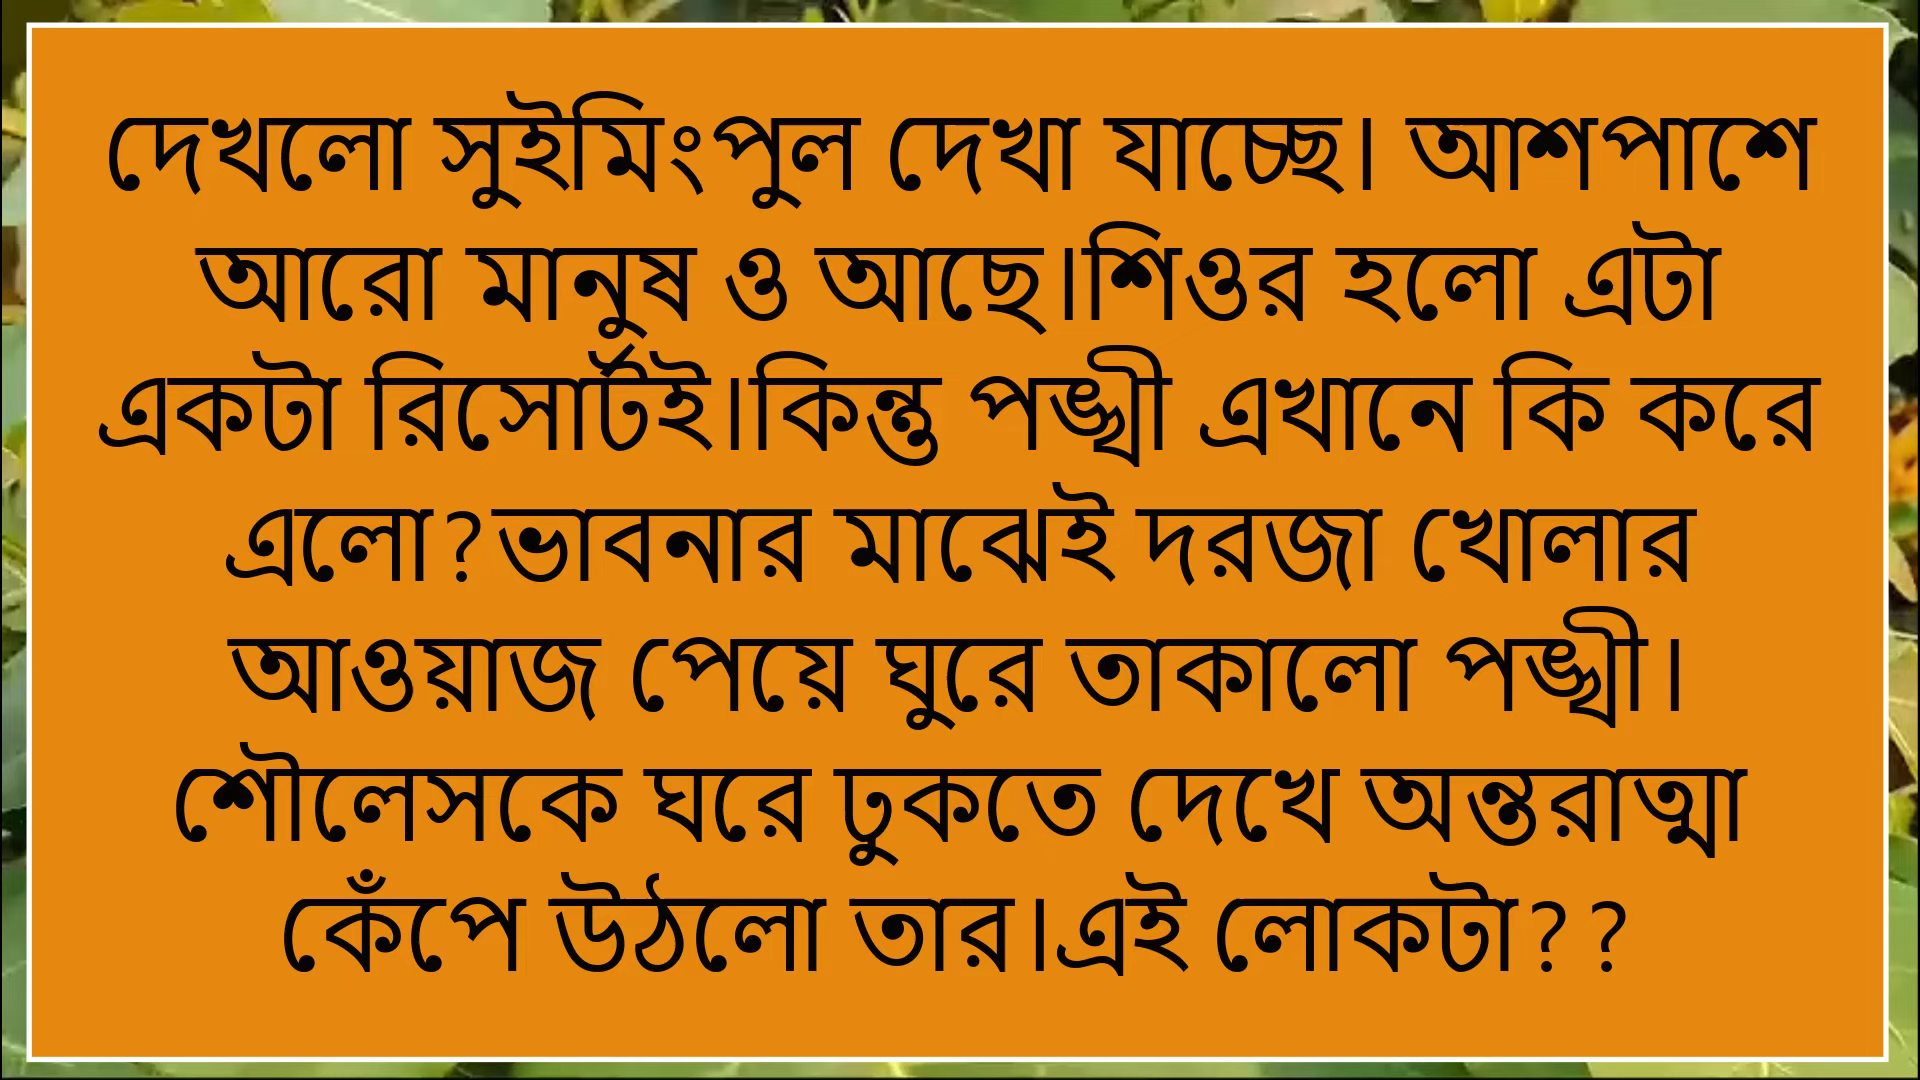 দেখলো সুইমিংপুল দেখা যাচ্ছে। আশপাশে
আরো মানুষ ও আছে।শিওর হলো এটা
একটা রিসোর্টই।কিন্তু পঙ্খী এখানে কি করে
এলো?ভাবনার মাঝেই দরজা খোলার
আওয়াজ পেয়ে ঘুরে তাকালো পঙ্খী।
শৌলেসকে ঘরে ঢুকতে দেখে অন্তরাত্মা
কেঁপে উঠলো তার।এই লোকটা??